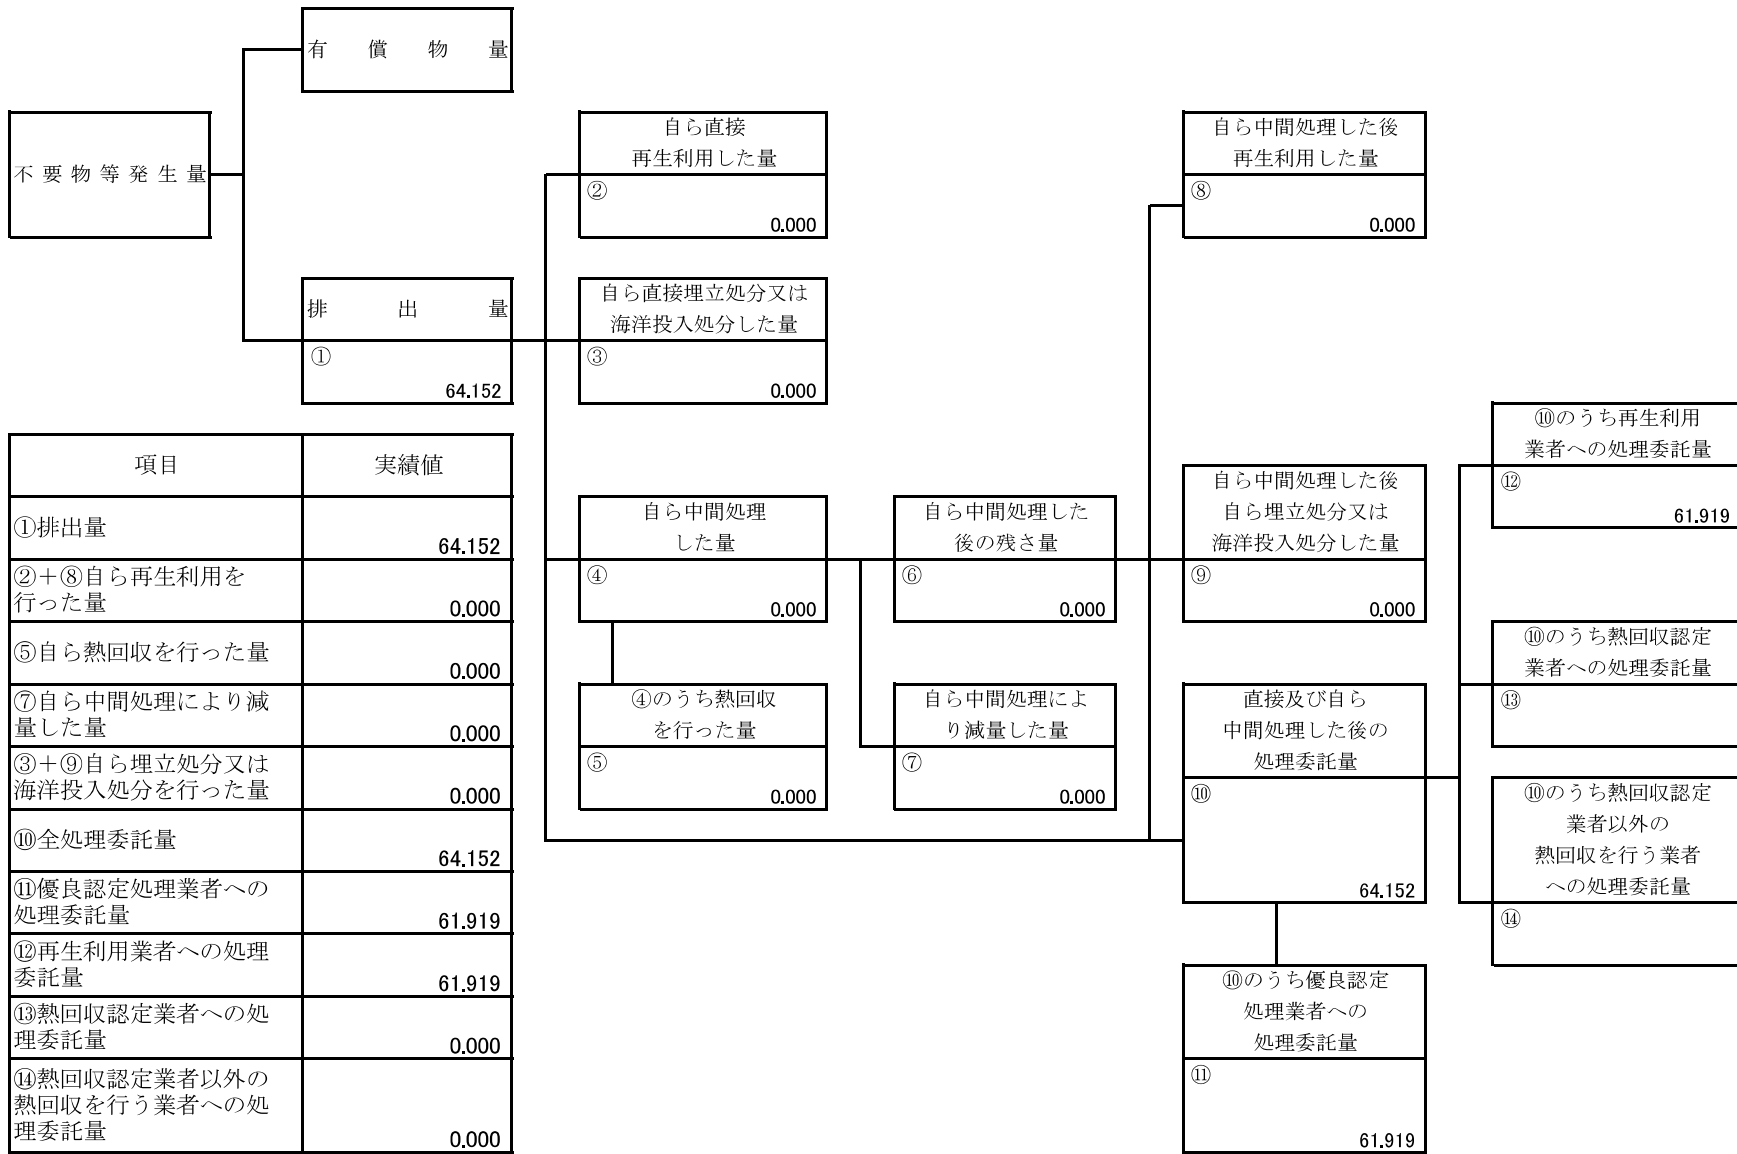 有償物量
不要物等発生量
自ら直接
再生利用した量
②
0.000
自ら中間処理した後
再生利用した量
⑧
0.000
排出量
①
64.152
自ら直接埋立処分又は
海洋投入処分した量
③
0.000
項目 実績値
①排出量
64.152
②＋⑧自ら再生利用を
行った量
0.000
⑤自ら熱回収を行った量
0.000
⑦自ら中間処理により減
量した量
0.000
③＋⑨自ら埋立処分又は
海洋投入処分を行った量
0.000
⑩全処理委託量
64.152
⑪優良認定処理業者への
処理委託量
61.919
⑫再生利用業者への処理
委託量
61.919
⑬熱回収認定業者への処
理委託量
0.000
⑭熱回収認定業者以外の
熱回収を行う業者への処
理委託量
0.000
自ら中間処理
した量
④
0.000
④のうち熱回収
を行った量
⑤
0.000
自ら中間処理した
後の残さ量
⑥
0.000
自ら中間処理によ
り減量した量
⑦
0.000
自ら中間処理した後
自ら埋立処分又は
海洋投入処分した量
⑨
0.000
直接及び自ら
中間処理した後の
処理委託量
⑩
64.152
⑩のうち優良認定
処理業者への
処理委託量
⑪
61.919
⑩のうち再生利用
業者への処理委託量
⑫
61.919
⑩のうち熱回収認定
業者への処理委託量
⑬
⑩のうち熱回収認定
業者以外の
熱回収を行う業者
への処理委託量
⑭